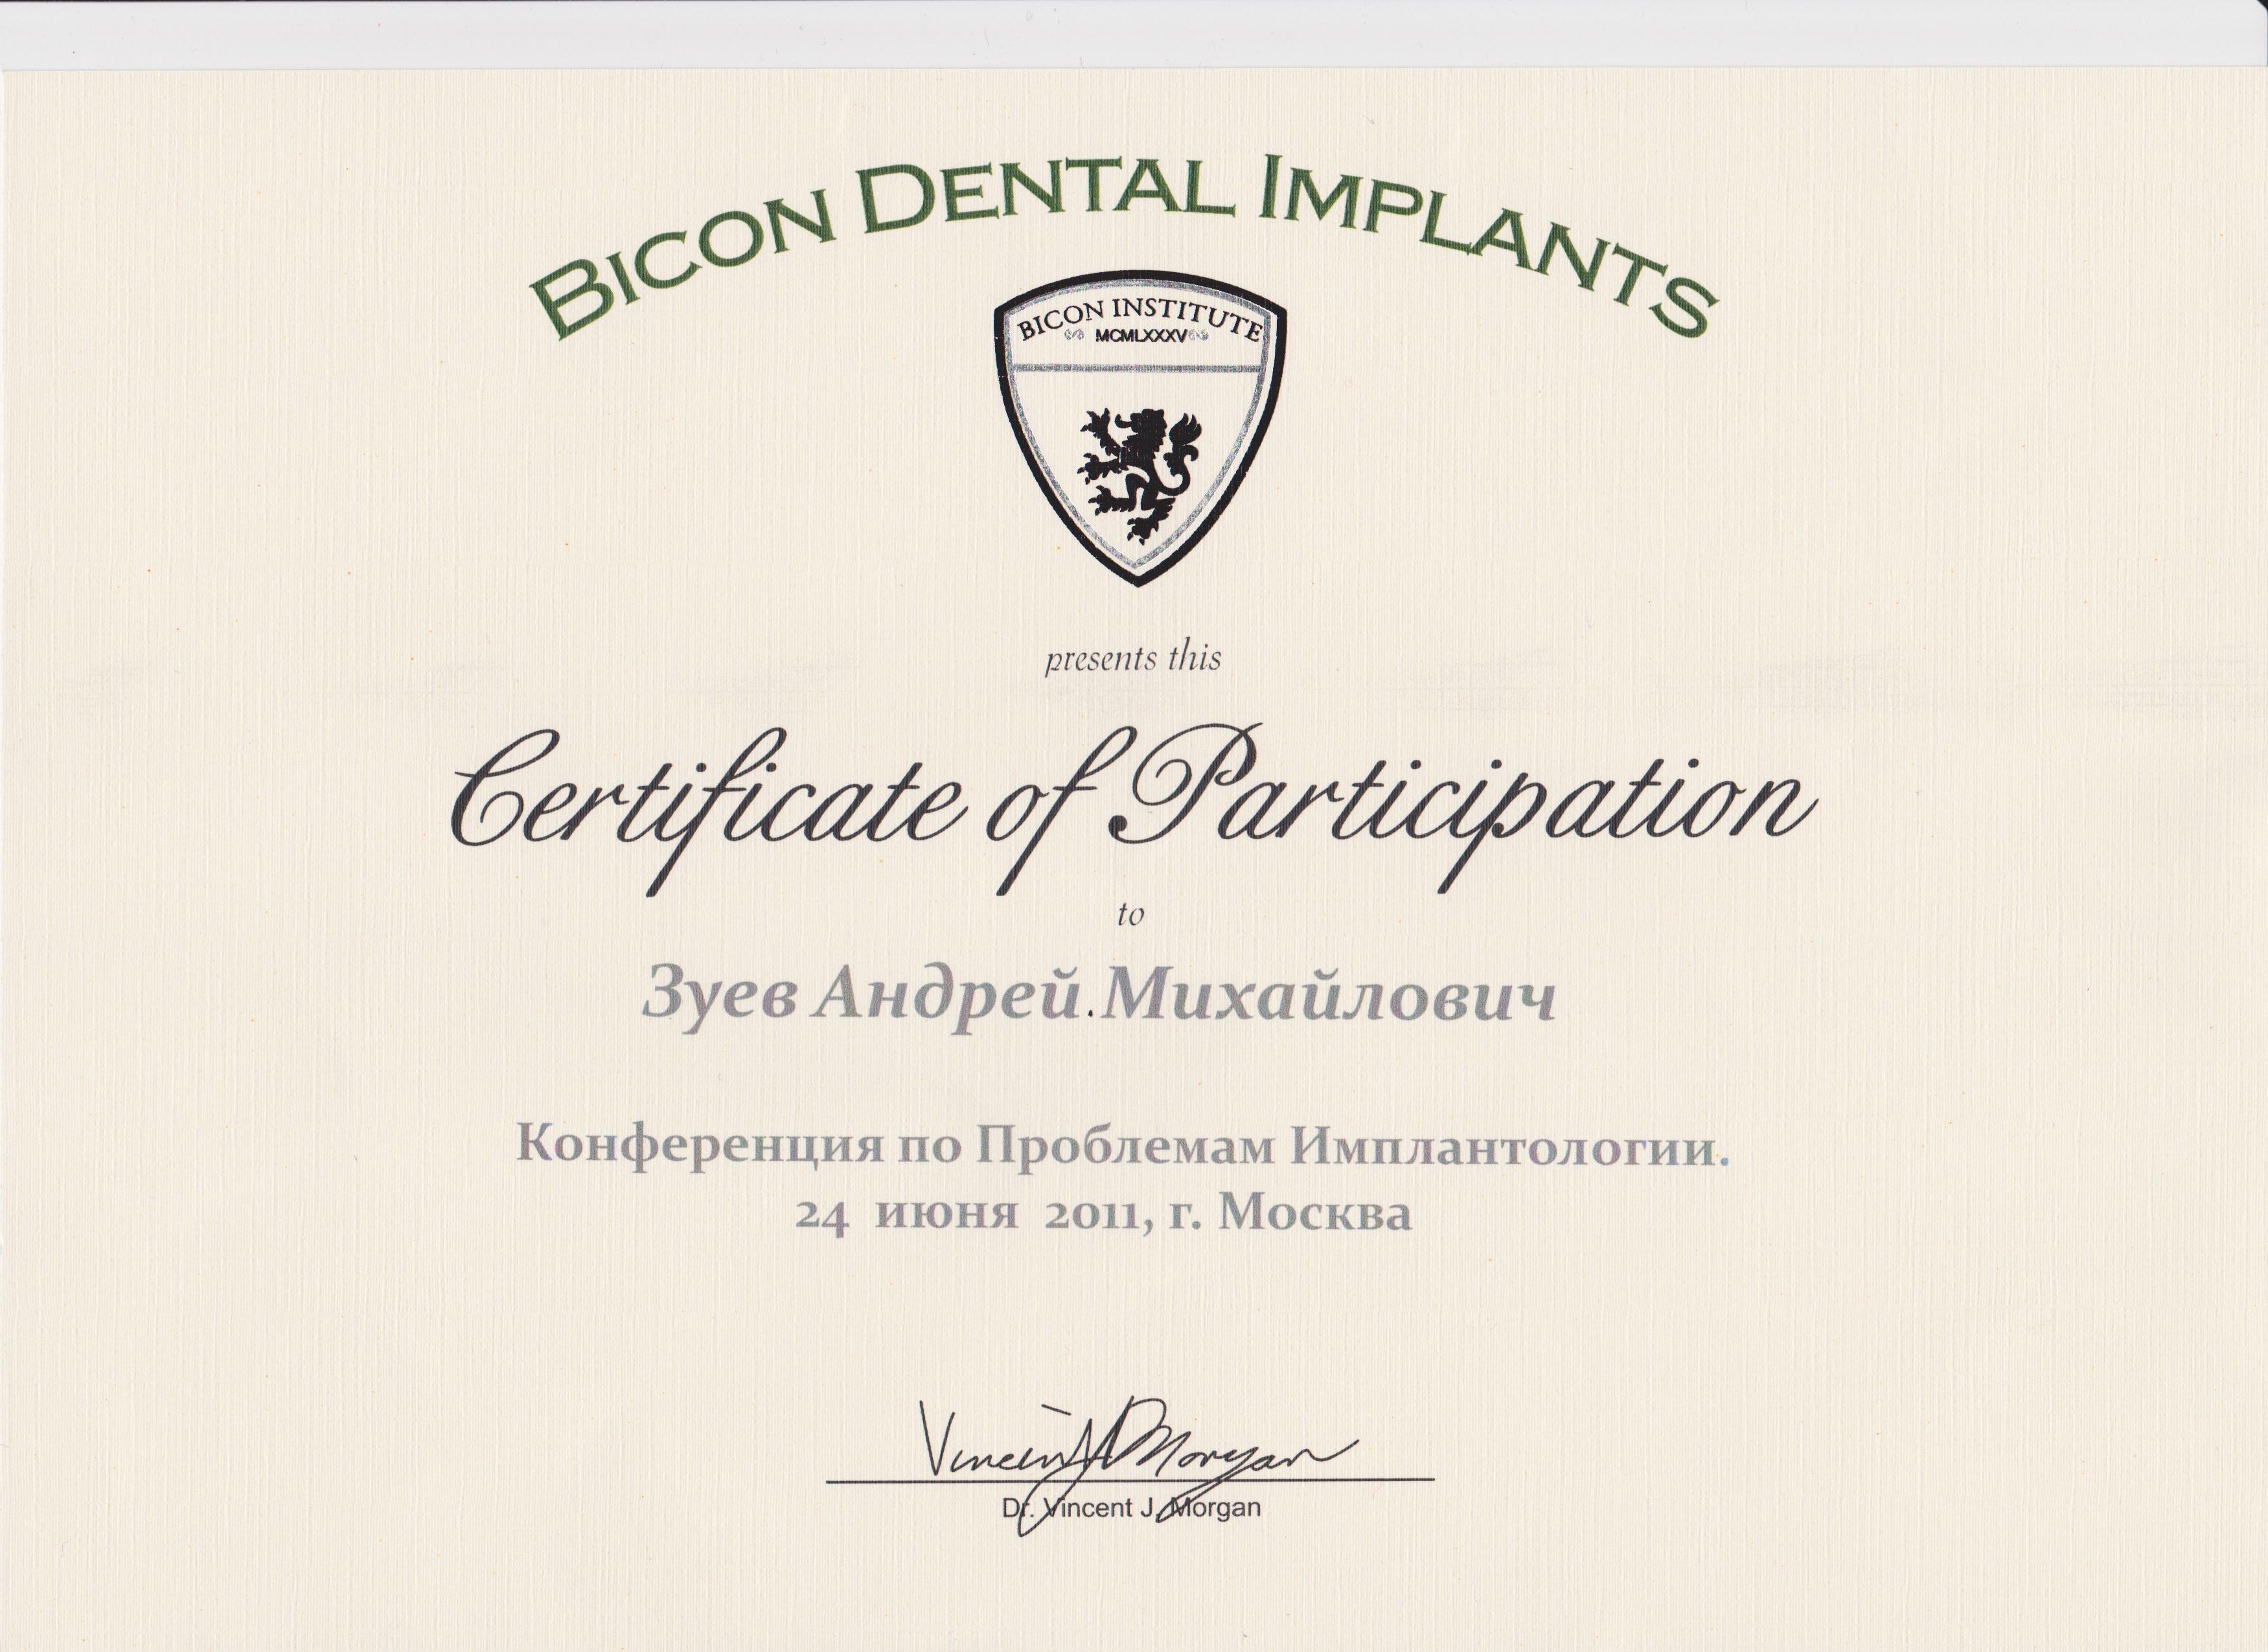 BICON DENTAL IMPLANTS
BICON INSTITUTE
MCMLXXXV
presents this
Certificate of Participation
to
Зуев Андрей.Михайлович
Конференция по Проблемам Имплантологии.
24 июня 2011, г. Москва
Vincent J Morgan
Dr. Vincent J. Morgan